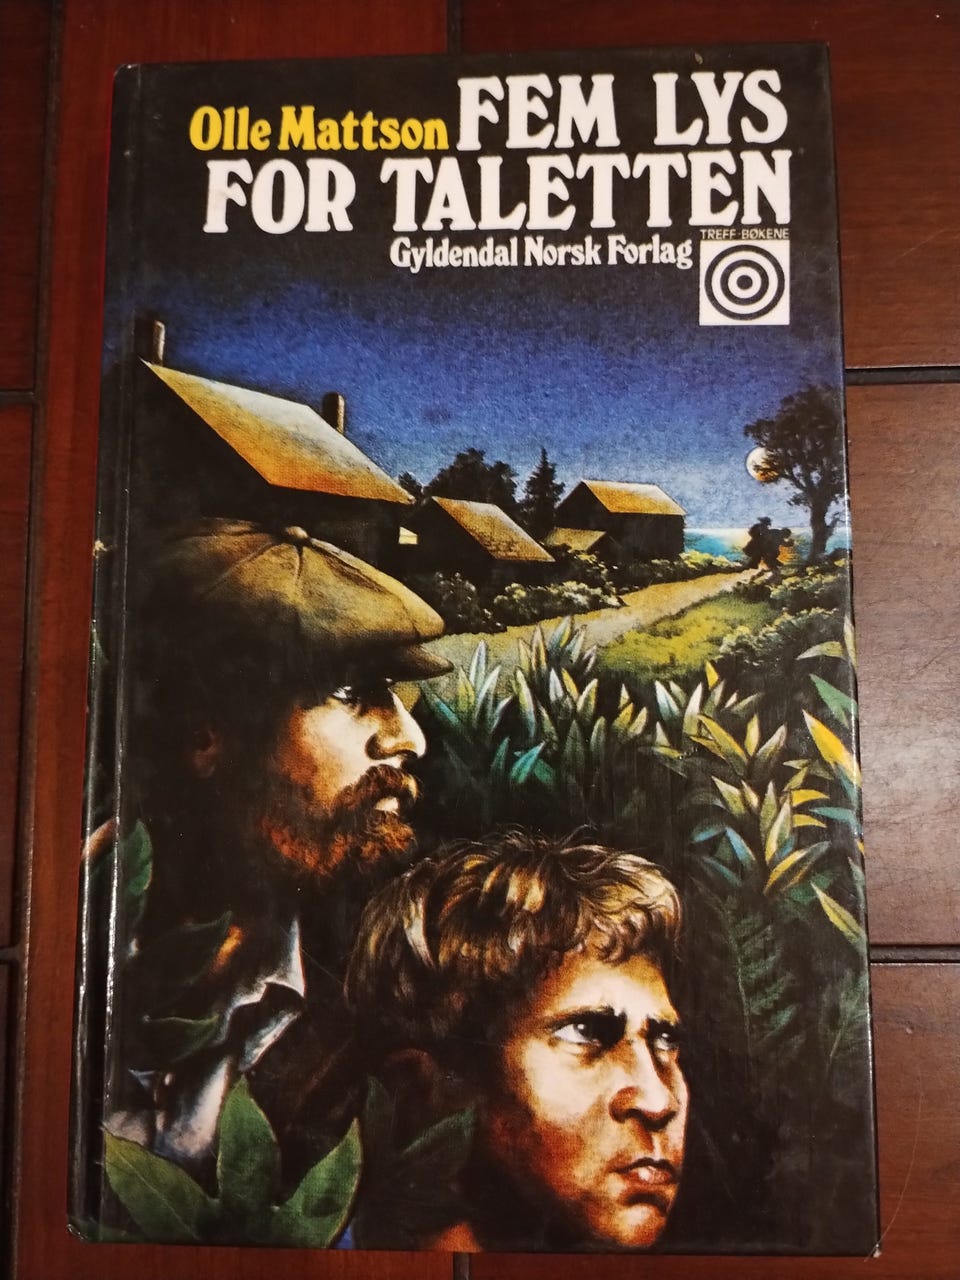 Olle Mattson FEM LYS
FOR TALETTEN
Gyldendal Norsk Forlag
TREFF-BØKENE